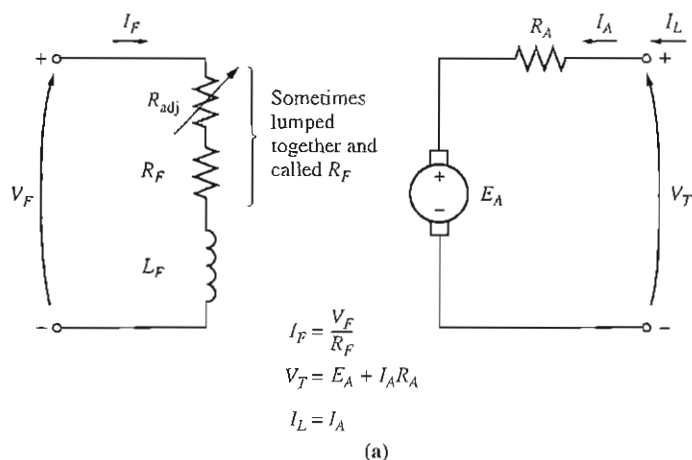 I_F
R_A
I_A
I_L
+
+
R_adj
Sometimes
lumped
together and
called R_F
R_F
V_F
+
−
E_A
V_T
L_F
−
−
I_F = V_F / R_F
V_T = E_A + I_A R_A
I_L = I_A
(a)